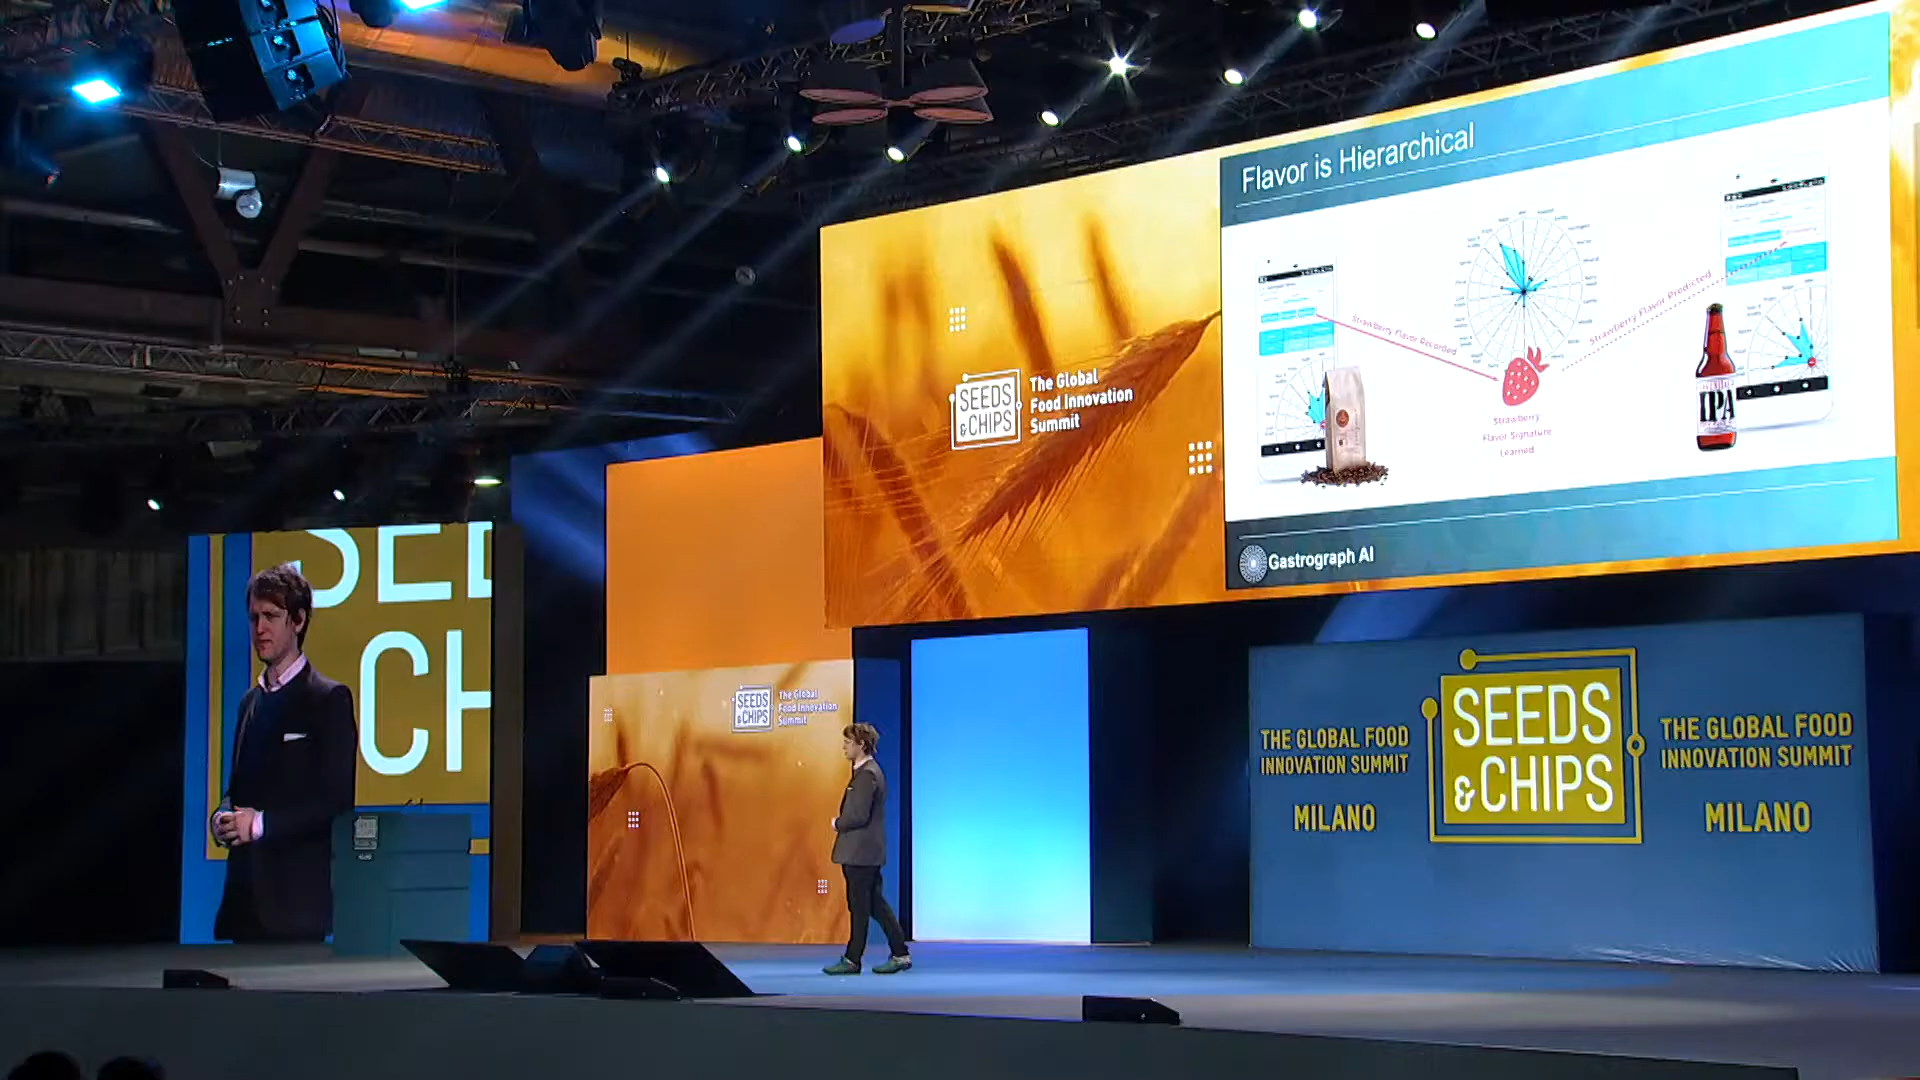 Flavor is Hierarchical
Strawberry Flavor Recorded
Strawberry Flavor Predicted
Strawberry
Flavor Signature
Learned
IPA
Gastrograph AI
SEEDS
& CHIPS
The Global
Food Innovation
Summit
SEEDS
& CHIPS
The Global
Food Innovation
Summit
SEE
CH
THE GLOBAL FOOD
INNOVATION SUMMIT
MILANO
SEEDS
& CHIPS
THE GLOBAL FOOD
INNOVATION SUMMIT
MILANO